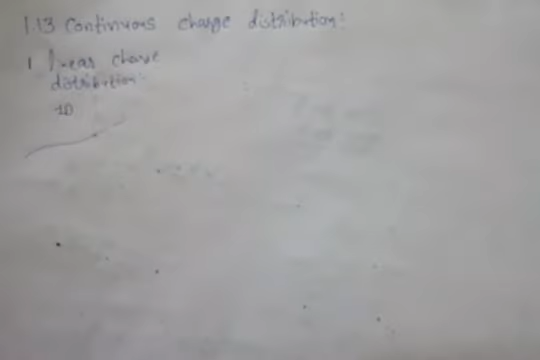 1.13 Continuous charge distribution:
1 linear charge
distribution:
1D